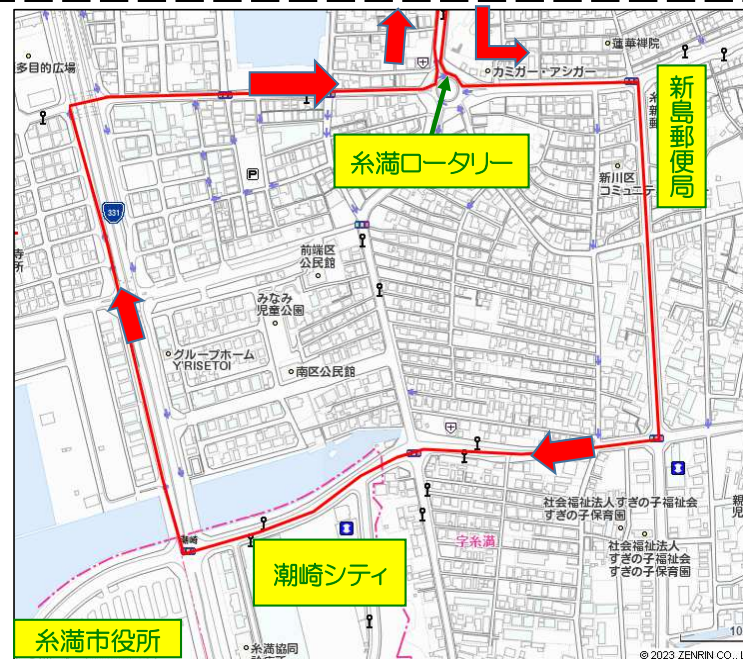 多目的広場
蓮華禅院
カミガー・アシガー
新島郵便局
糸満ロータリー
P
新川区
コミュニテ
331
前端区
公民館
みなみ
児童公園
グループホーム
Y'RISETOI
南区公民館
社会福祉法人すぎの子福祉会
すぎの子保育園
字糸満
社会福祉法人
すぎの子福祉会
すぎの子保育園
潮崎
潮崎シティ
糸満市役所
糸満協同
10
© 2023 ZENRIN CO., L